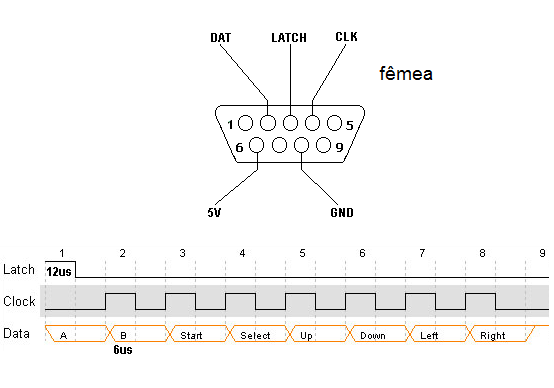 DAT LATCH CLK
fêmea
1 5
6 9
5V GND
1 2 3 4 5 6 7 8 9
Latch 12us
Clock
Data A B Start Select Up Down Left Right
6us